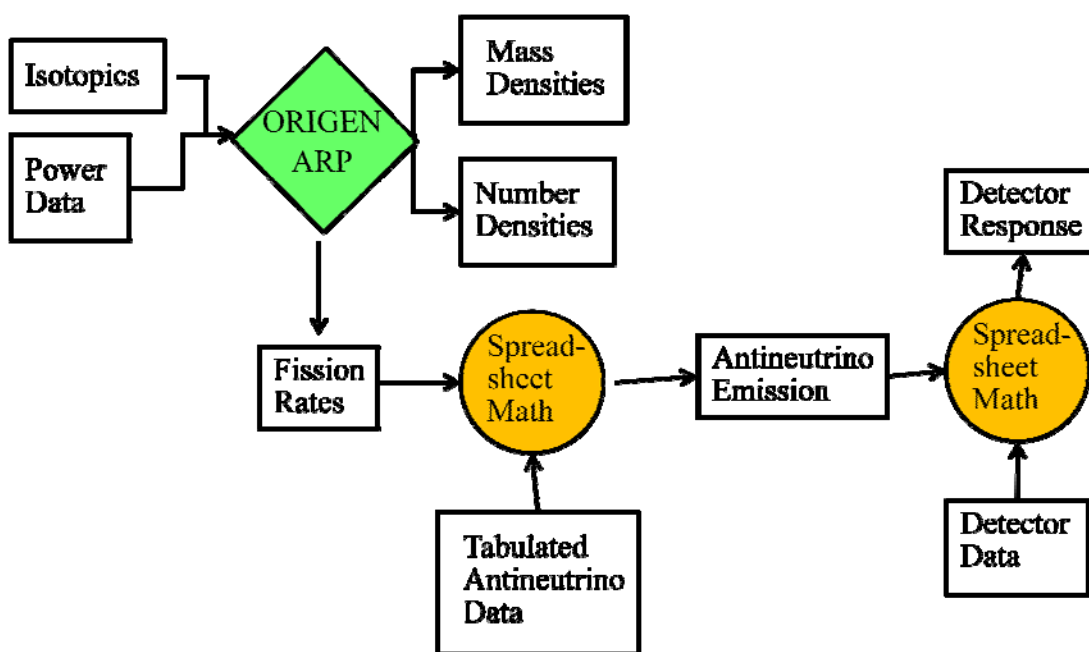 Isotopics
Power
Data
ORIGEN
ARP
Mass
Densities
Number
Densities
Fission
Rates
Spread-
sheet
Math
Tabulated
Antineutrino
Data
Antineutrino
Emission
Detector
Response
Spread-
sheet
Math
Detector
Data